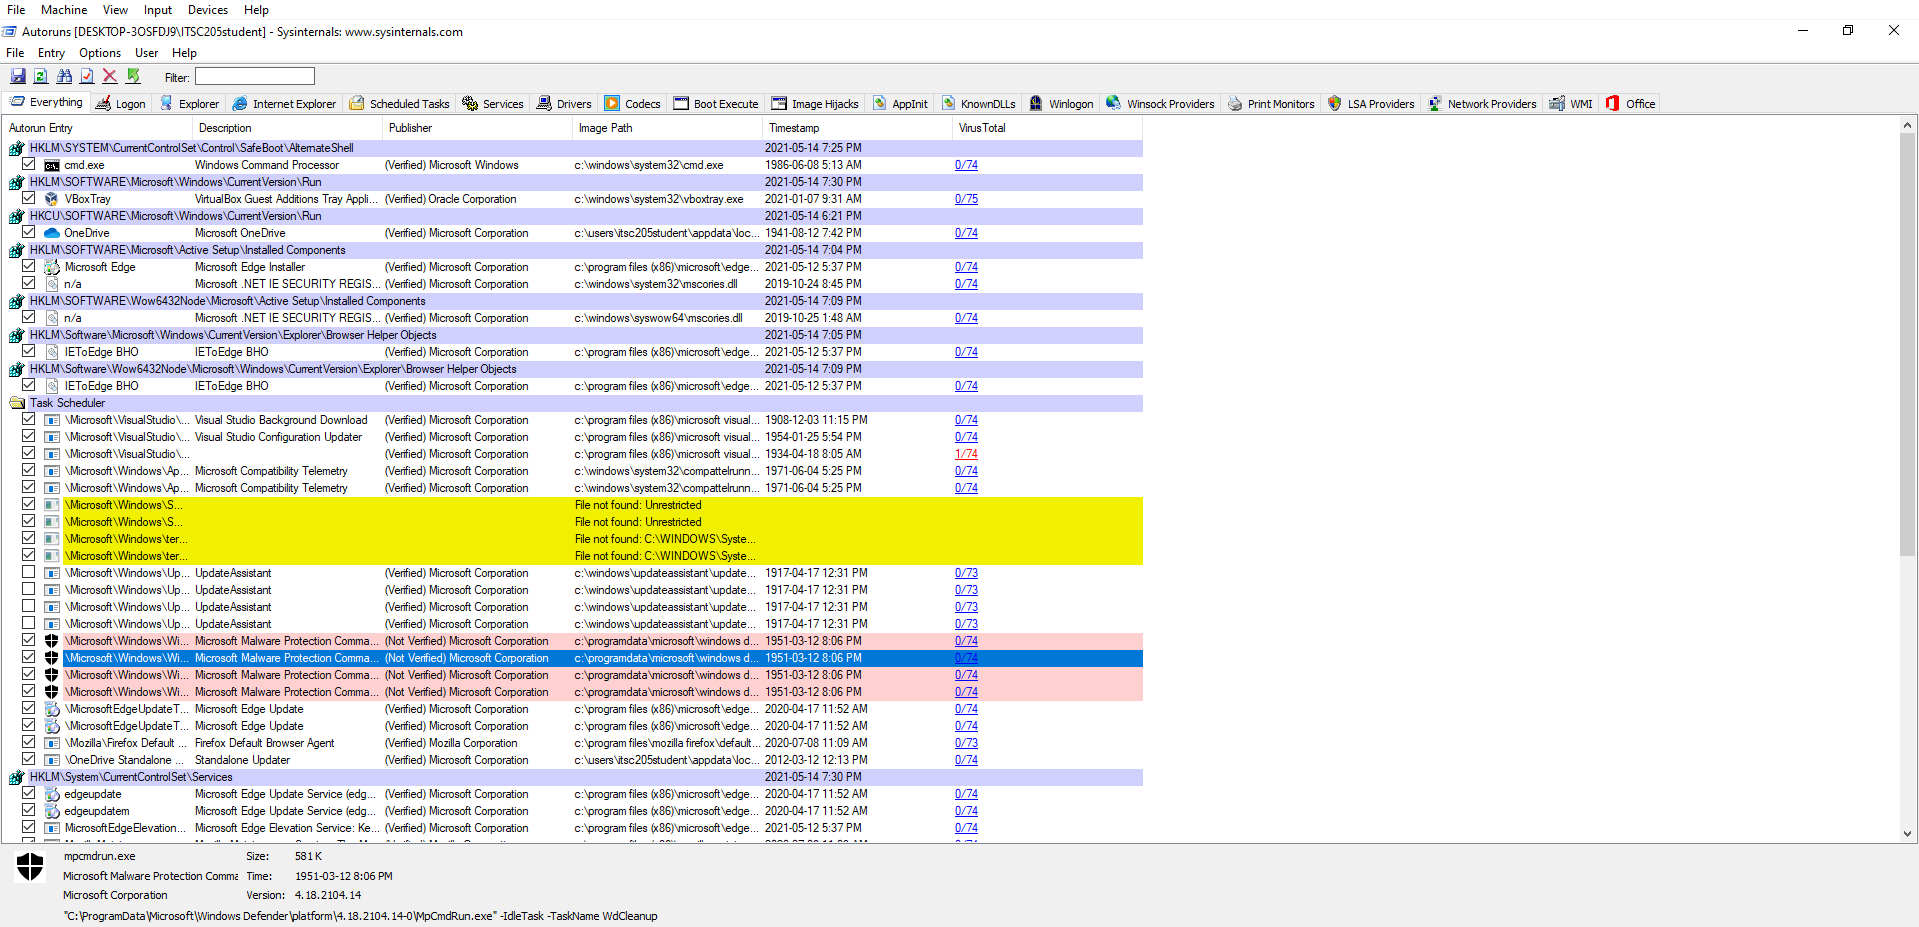 File Machine View Input Devices Help
Autoruns [DESKTOP-3OSFDJ9\ITSC205student] - Sysinternals: www.sysinternals.com
File Entry Options User Help
Filter:
Everything Logon Explorer Internet Explorer Scheduled Tasks Services Drivers Codecs Boot Execute Image Hijacks AppInit KnownDLLs Winlogon Winsock Providers Print Monitors LSA Providers Network Providers WMI Office
Autorun Entry Description Publisher Image Path Timestamp VirusTotal
HKLM\SYSTEM\CurrentControlSet\Control\SafeBoot\AlternateShell 2021-05-14 7:25 PM
cmd.exe Windows Command Processor (Verified) Microsoft Windows c:\windows\system32\cmd.exe 1986-06-08 5:13 AM 0/74
HKLM\SOFTWARE\Microsoft\Windows\CurrentVersion\Run 2021-05-14 7:30 PM
VBoxTray VirtualBox Guest Additions Tray Appli... (Verified) Oracle Corporation c:\windows\system32\vboxtray.exe 2021-01-07 9:31 AM 0/75
HKCU\SOFTWARE\Microsoft\Windows\CurrentVersion\Run 2021-05-14 6:21 PM
OneDrive Microsoft OneDrive (Verified) Microsoft Corporation c:\users\itsc205student\appdata\loc... 1941-08-12 7:42 PM 0/74
HKLM\SOFTWARE\Microsoft\Active Setup\Installed Components 2021-05-14 7:04 PM
Microsoft Edge Microsoft Edge Installer (Verified) Microsoft Corporation c:\program files (x86)\microsoft\edge... 2021-05-12 5:37 PM 0/74
n/a Microsoft .NET IE SECURITY REGIS... (Verified) Microsoft Corporation c:\windows\system32\mscories.dll 2019-10-24 8:45 PM 0/74
HKLM\SOFTWARE\Wow6432Node\Microsoft\Active Setup\Installed Components 2021-05-14 7:09 PM
n/a Microsoft .NET IE SECURITY REGIS... (Verified) Microsoft Corporation c:\windows\syswow64\mscories.dll 2019-10-25 1:48 AM 0/74
HKLM\Software\Microsoft\Windows\CurrentVersion\Explorer\Browser Helper Objects 2021-05-14 7:05 PM
IEToEdge BHO IEToEdge BHO (Verified) Microsoft Corporation c:\program files (x86)\microsoft\edge... 2021-05-12 5:37 PM 0/74
HKLM\Software\Wow6432Node\Microsoft\Windows\CurrentVersion\Explorer\Browser Helper Objects 2021-05-14 7:09 PM
IEToEdge BHO IEToEdge BHO (Verified) Microsoft Corporation c:\program files (x86)\microsoft\edge... 2021-05-12 5:37 PM 0/74
Task Scheduler
\Microsoft\VisualStudio\... Visual Studio Background Download (Verified) Microsoft Corporation c:\program files (x86)\microsoft visual... 1908-12-03 11:15 PM 0/74
\Microsoft\VisualStudio\... Visual Studio Configuration Updater (Verified) Microsoft Corporation c:\program files (x86)\microsoft visual... 1954-01-25 5:54 PM 0/74
\Microsoft\VisualStudio\... (Verified) Microsoft Corporation c:\program files (x86)\microsoft visual... 1934-04-18 8:05 AM 1/74
\Microsoft\Windows\Ap... Microsoft Compatibility Telemetry (Verified) Microsoft Corporation c:\windows\system32\compattelrunn... 1971-06-04 5:25 PM 0/74
\Microsoft\Windows\Ap... Microsoft Compatibility Telemetry (Verified) Microsoft Corporation c:\windows\system32\compattelrunn... 1971-06-04 5:25 PM 0/74
\Microsoft\Windows\S... File not found: Unrestricted
\Microsoft\Windows\S... File not found: Unrestricted
\Microsoft\Windows\ter... File not found: C:\WINDOWS\Syste...
\Microsoft\Windows\ter... File not found: C:\WINDOWS\Syste...
\Microsoft\Windows\Up... UpdateAssistant (Verified) Microsoft Corporation c:\windows\updateassistant\update... 1917-04-17 12:31 PM 0/73
\Microsoft\Windows\Up... UpdateAssistant (Verified) Microsoft Corporation c:\windows\updateassistant\update... 1917-04-17 12:31 PM 0/73
\Microsoft\Windows\Up... UpdateAssistant (Verified) Microsoft Corporation c:\windows\updateassistant\update... 1917-04-17 12:31 PM 0/73
\Microsoft\Windows\Up... UpdateAssistant (Verified) Microsoft Corporation c:\windows\updateassistant\update... 1917-04-17 12:31 PM 0/73
\Microsoft\Windows\Wi... Microsoft Malware Protection Comma... (Not Verified) Microsoft Corporation c:\programdata\microsoft\windows d... 1951-03-12 8:06 PM 0/74
\Microsoft\Windows\Wi... Microsoft Malware Protection Comma... (Not Verified) Microsoft Corporation c:\programdata\microsoft\windows d... 1951-03-12 8:06 PM 0/74
\Microsoft\Windows\Wi... Microsoft Malware Protection Comma... (Not Verified) Microsoft Corporation c:\programdata\microsoft\windows d... 1951-03-12 8:06 PM 0/74
\Microsoft\Windows\Wi... Microsoft Malware Protection Comma... (Not Verified) Microsoft Corporation c:\programdata\microsoft\windows d... 1951-03-12 8:06 PM 0/74
\MicrosoftEdgeUpdateT... Microsoft Edge Update (Verified) Microsoft Corporation c:\program files (x86)\microsoft\edge... 2020-04-17 11:52 AM 0/74
\MicrosoftEdgeUpdateT... Microsoft Edge Update (Verified) Microsoft Corporation c:\program files (x86)\microsoft\edge... 2020-04-17 11:52 AM 0/74
\Mozilla\Firefox Default ... Firefox Default Browser Agent (Verified) Mozilla Corporation c:\program files\mozilla firefox\default... 2020-07-08 11:09 AM 0/73
\OneDrive Standalone ... Standalone Updater (Verified) Microsoft Corporation c:\users\itsc205student\appdata\loc... 2012-03-12 12:13 PM 0/74
HKLM\System\CurrentControlSet\Services 2021-05-14 7:30 PM
edgeupdate Microsoft Edge Update Service (edg... (Verified) Microsoft Corporation c:\program files (x86)\microsoft\edge... 2020-04-17 11:52 AM 0/74
edgeupdatem Microsoft Edge Update Service (edg... (Verified) Microsoft Corporation c:\program files (x86)\microsoft\edge... 2020-04-17 11:52 AM 0/74
MicrosoftEdgeElevation... Microsoft Edge Elevation Service: Ke... (Verified) Microsoft Corporation c:\program files (x86)\microsoft\edge... 2021-05-12 5:37 PM 0/74
mpcmdrun.exe Size: 581 K
Microsoft Malware Protection Comma Time: 1951-03-12 8:06 PM
Microsoft Corporation Version: 4.18.2104.14
"C:\ProgramData\Microsoft\Windows Defender\platform\4.18.2104.14-0\MpCmdRun.exe" -IdleTask -TaskName WdCleanup